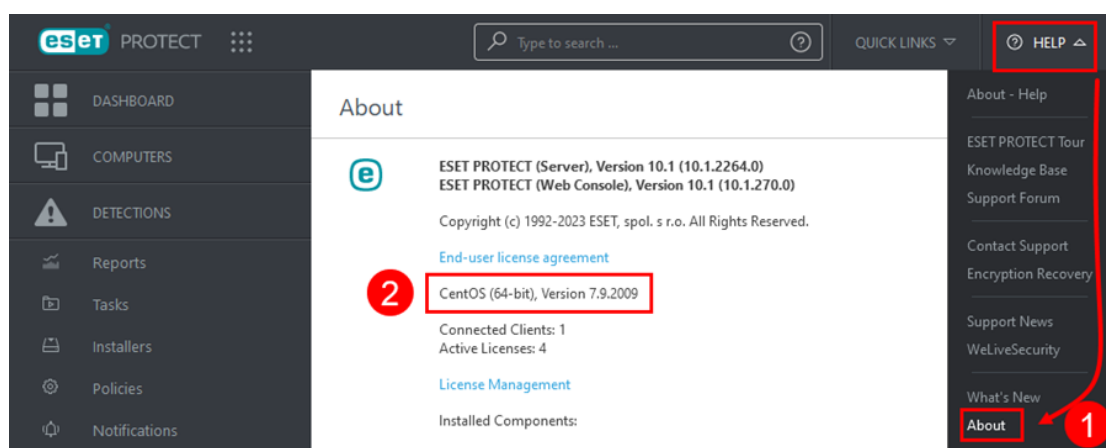 eset PROTECT
Type to search ...
QUICK LINKS
HELP
DASHBOARD
COMPUTERS
DETECTIONS
Reports
Tasks
Installers
Policies
Notifications
About
e
ESET PROTECT (Server), Version 10.1 (10.1.2264.0)
ESET PROTECT (Web Console), Version 10.1 (10.1.270.0)
Copyright (c) 1992-2023 ESET, spol. s r.o. All Rights Reserved.
End-user license agreement
2
CentOS (64-bit), Version 7.9.2009
Connected Clients: 1
Active Licenses: 4
License Management
Installed Components:
About - Help
ESET PROTECT Tour
Knowledge Base
Support Forum
Contact Support
Encryption Recovery
Support News
WeLiveSecurity
What's New
About
1